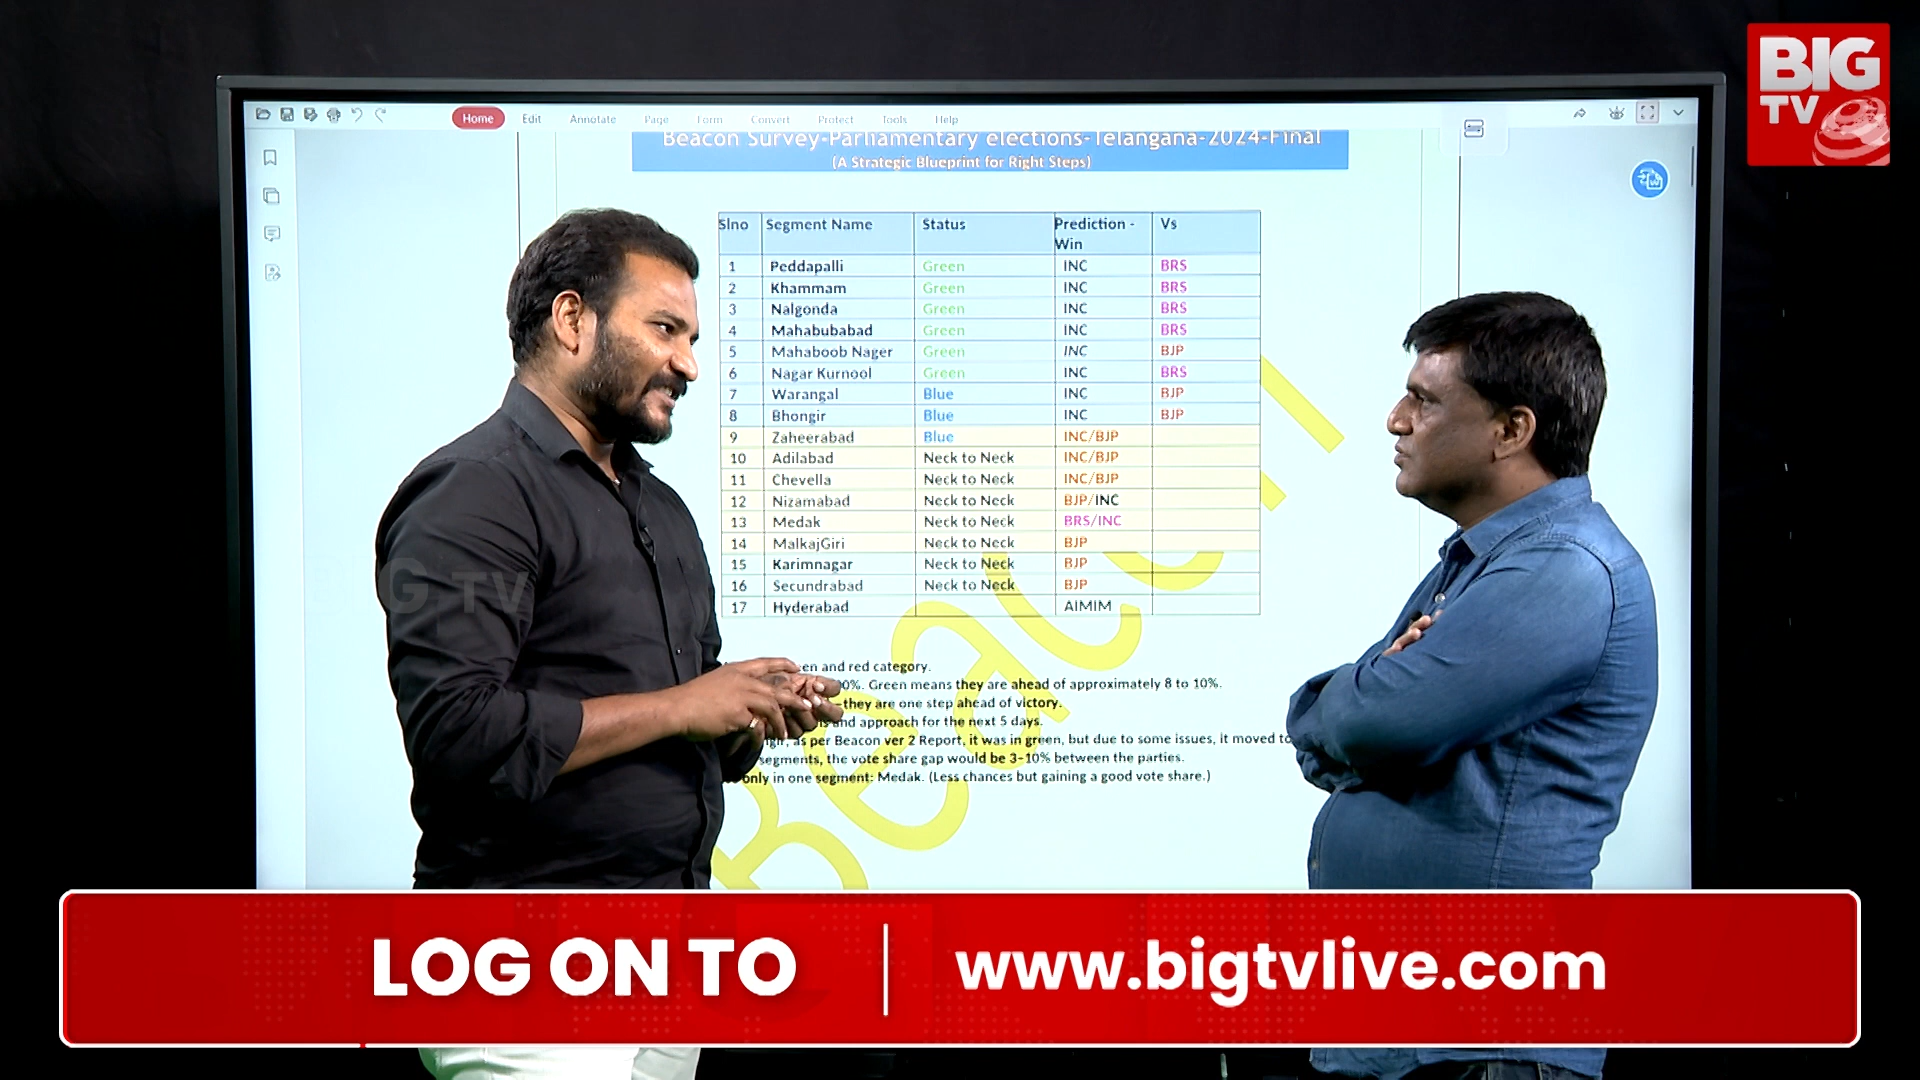 BIG
TV
Home Edit Annotate Page Form Convert Protect Tools Help
Beacon Survey-Parliamentary elections-Telangana-2024-Final
(A Strategic Blueprint for Right Steps)
Slno Segment Name Status Prediction - Win Vs
1 Peddapalli Green INC BRS
2 Khammam Green INC BRS
3 Nalgonda Green INC BRS
4 Mahabubabad Green INC BRS
5 Mahaboob Nager Green INC BJP
6 Nagar Kurnool Green INC BRS
7 Warangal Blue INC BJP
8 Bhongir Blue INC BJP
9 Zaheerabad Blue INC/BJP
10 Adilabad Neck to Neck INC/BJP
11 Chevella Neck to Neck INC/BJP
12 Nizamabad Neck to Neck BJP/INC
13 Medak Neck to Neck BRS/INC
14 MalkajGiri Neck to Neck BJP
15 Karimnagar Neck to Neck BJP
16 Secundrabad Neck to Neck BJP
17 Hyderabad AIMIM
and red category.
Green means they are ahead of approximately 8 to 10%.
they are one step ahead of victory.
and approach for the next 5 days.
as per Beacon ver 2 Report, it was in green, but due to some issues, it moved to
segments, the vote share gap would be 3-10% between the parties.
only in one segment: Medak. (Less chances but gaining a good vote share.)
BIG TV
LOG ON TO www.bigtvlive.com